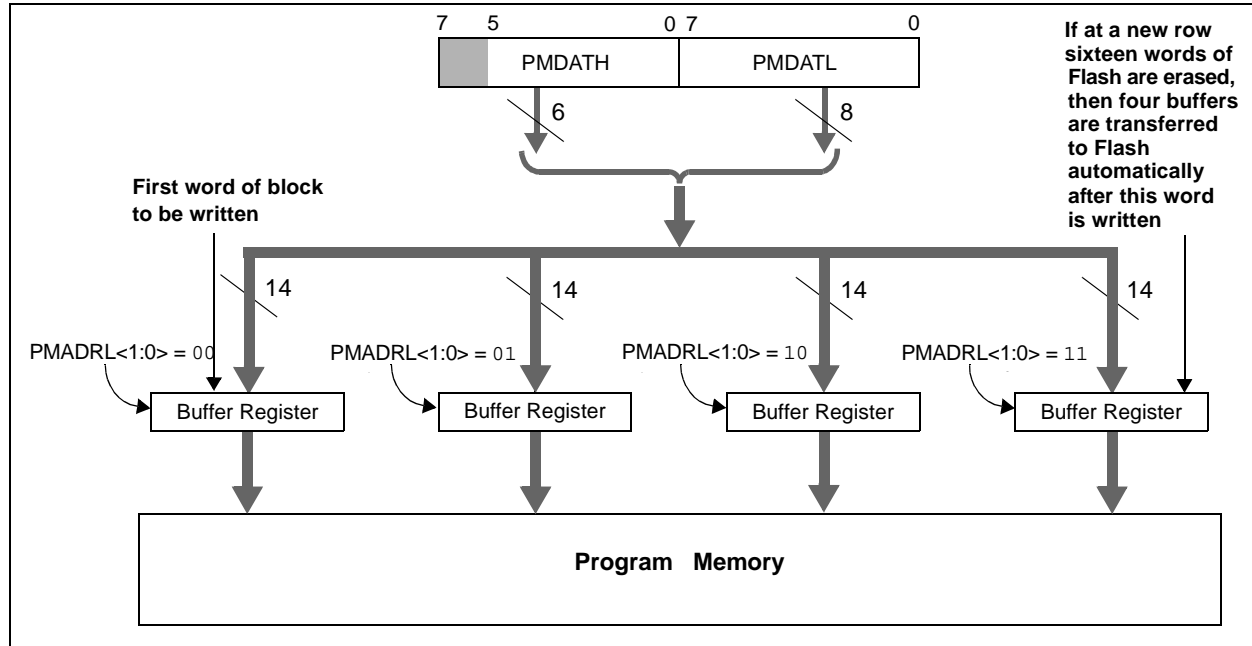 7 5 0 7 0
PMDATH PMDATL
6 8
If at a new row
sixteen words of
Flash are erased,
then four buffers
are transferred
to Flash
automatically
after this word
is written
First word of block
to be written
14 14 14 14
PMADRL<1:0> = 00 PMADRL<1:0> = 01 PMADRL<1:0> = 10 PMADRL<1:0> = 11
Buffer Register Buffer Register Buffer Register Buffer Register
Program Memory